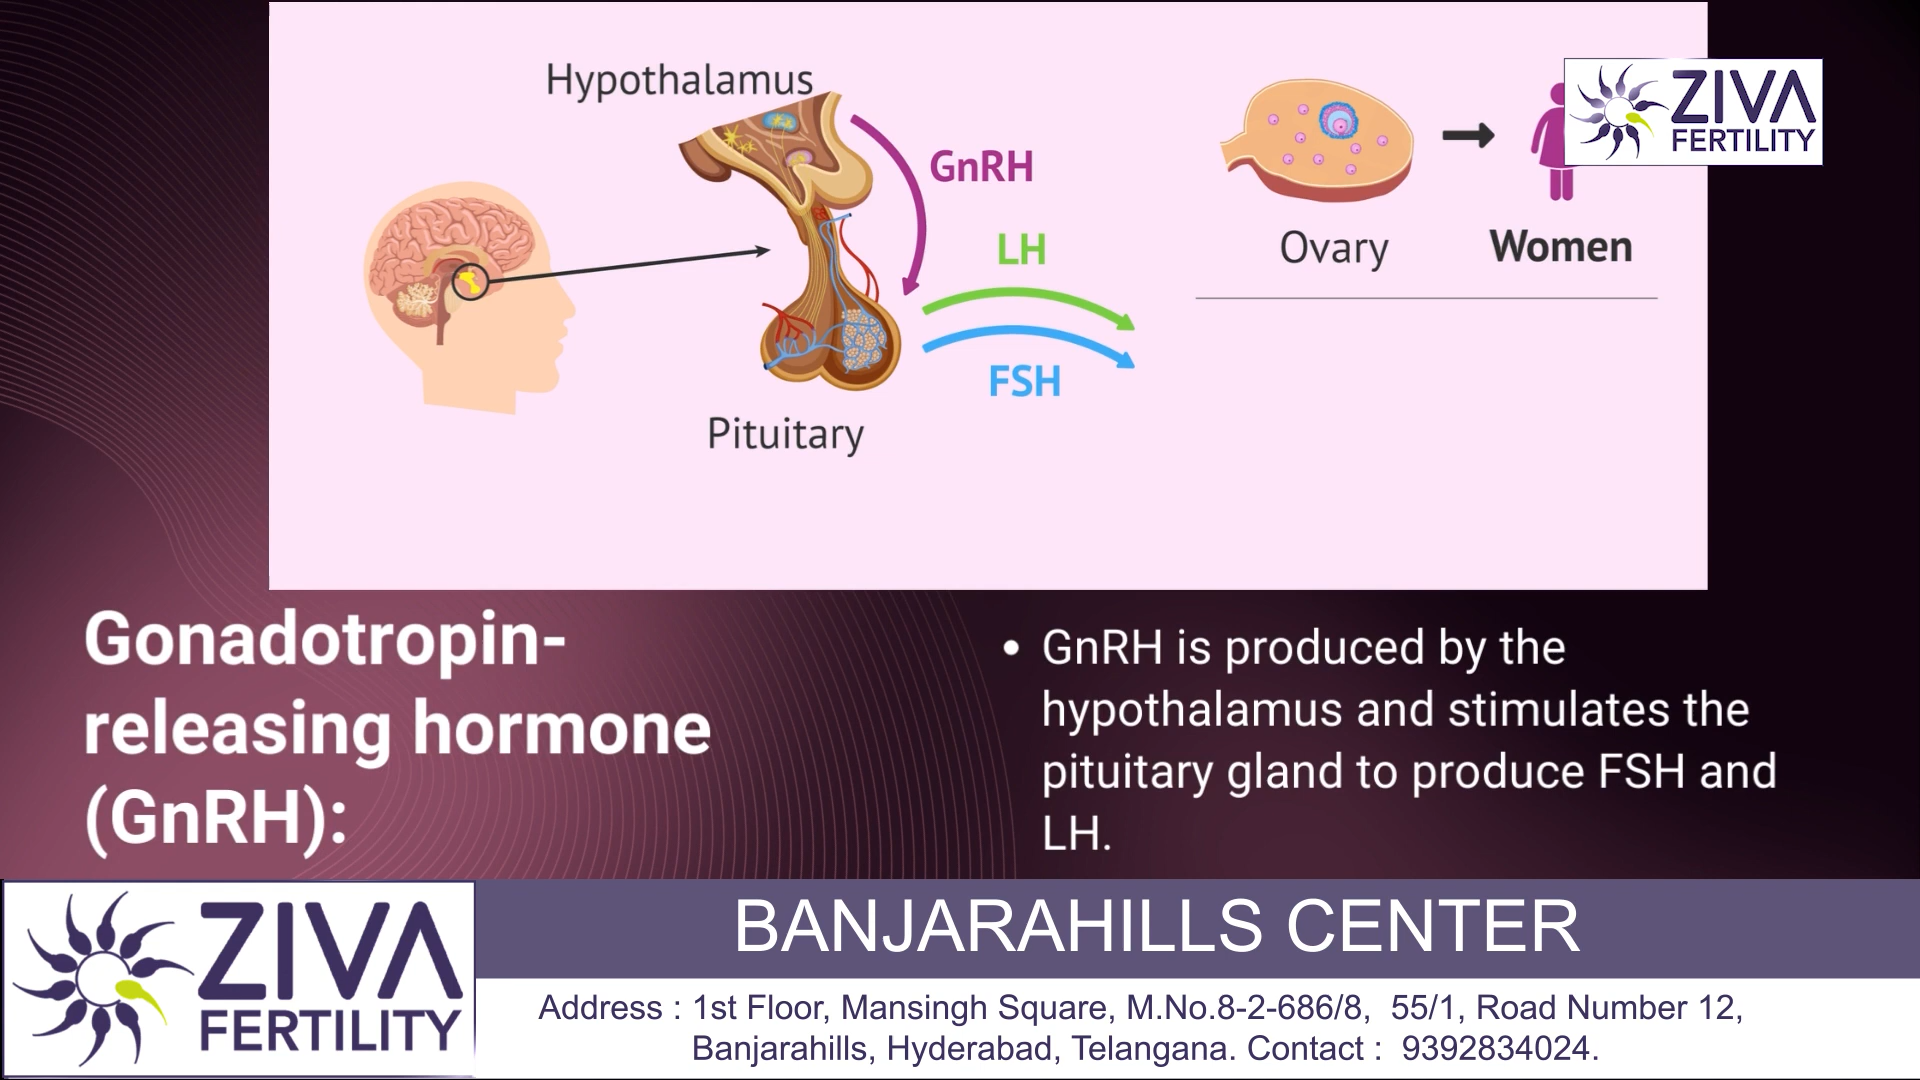 Hypothalamus
GnRH
LH
FSH
Pituitary
Ovary
Women
ZIVA
FERTILITY
Gonadotropin-
releasing hormone
(GnRH):
• GnRH is produced by the
hypothalamus and stimulates the
pituitary gland to produce FSH and
LH.
ZIVA
FERTILITY
BANJARAHILLS CENTER
Address : 1st Floor, Mansingh Square, M.No.8-2-686/8,  55/1, Road Number 12,
Banjarahills, Hyderabad, Telangana. Contact :  9392834024.